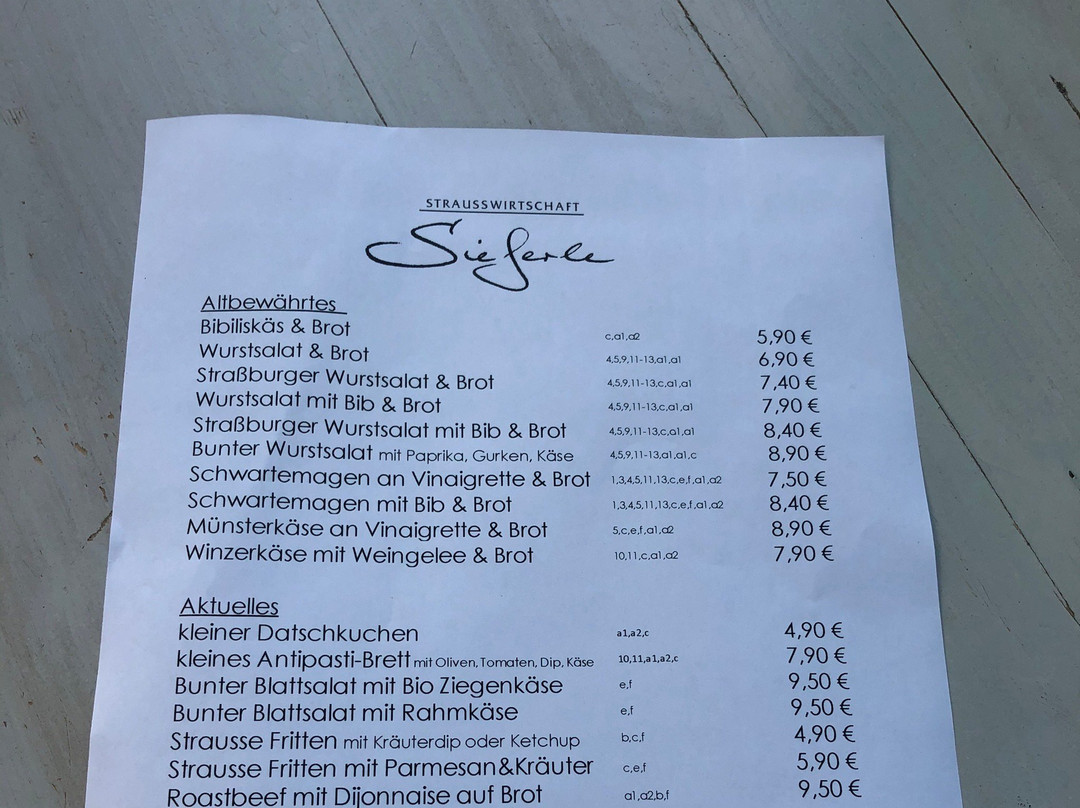 STRAUSSWIRTSCHAFT
Sieferle
Altbewährtes
Bibiliskäs & Brot c,a1,a2 5,90 €
Wurstsalat & Brot 4,5,9,11-13,a1,a1 6,90 €
Straßburger Wurstsalat & Brot 4,5,9,11-13,c,a1,a1 7,40 €
Wurstsalat mit Bib & Brot 4,5,9,11-13,c,a1,a1 7,90 €
Straßburger Wurstsalat mit Bib & Brot 4,5,9,11-13,c,a1,a1 8,40 €
Bunter Wurstsalat mit Paprika, Gurken, Käse 4,5,9,11-13,a1,a1,c 8,90 €
Schwartemagen an Vinaigrette & Brot 1,3,4,5,11,13,c,e,f,a1,a2 7,50 €
Schwartemagen mit Bib & Brot 1,3,4,5,11,13,c,e,f,a1,a2 8,40 €
Münsterkäse an Vinaigrette & Brot 5,c,e,f,a1,a2 8,90 €
Winzerkäse mit Weingelee & Brot 10,11,c,a1,a2 7,90 €
Aktuelles
kleiner Datschkuchen a1,a2,c 4,90 €
kleines Antipasti-Brett mit Oliven, Tomaten, Dip, Käse 10,11,a1,a2,c 7,90 €
Bunter Blattsalat mit Bio Ziegenkäse e,f 9,50 €
Bunter Blattsalat mit Rahmkäse e,f 9,50 €
Strausse Fritten mit Kräuterdip oder Ketchup b,c,f 4,90 €
Strausse Fritten mit Parmesan&Kräuter c,e,f 5,90 €
Roastbeef mit Dijonnaise auf Brot a1,a2,b,f 9,50 €